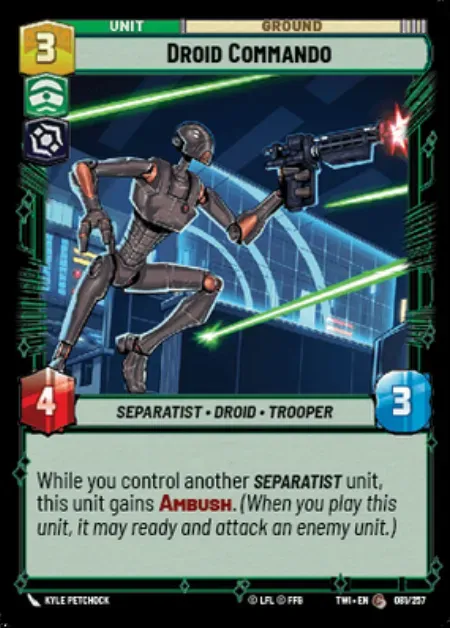 UNIT GROUND
3 DROID COMMANDO
4 SEPARATIST • DROID • TROOPER 3
While you control another SEPARATIST unit,
this unit gains AMBUSH. (When you play this
unit, it may ready and attack an enemy unit.)
KYLE PETCHOCK © LFL © FFG TWI • EN C 081/257